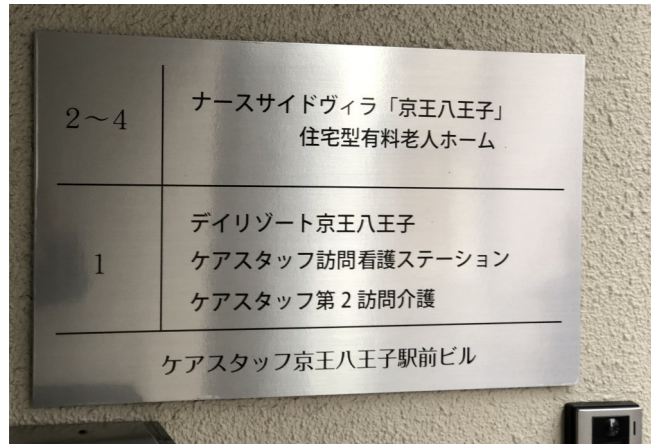 2～4
ナースサイドヴィラ「京王八王子」
住宅型有料老人ホーム
1
デイリゾート京王八王子
ケアスタッフ訪問看護ステーション
ケアスタッフ第2訪問介護
ケアスタッフ京王八王子駅前ビル